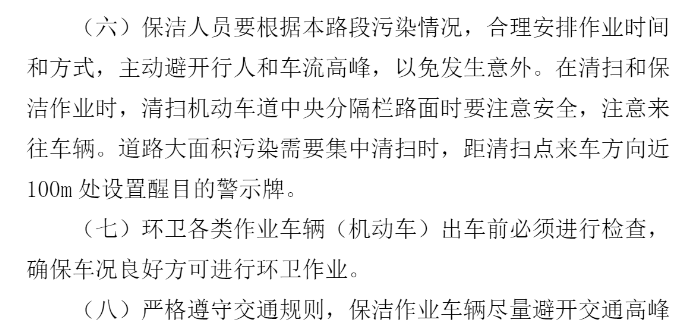 （六）保洁人员要根据本路段污染情况，合理安排作业时间
和方式，主动避开行人和车流高峰，以免发生意外。在清扫和保
洁作业时，清扫机动车道中央分隔栏路面时要注意安全，注意来
往车辆。道路大面积污染需要集中清扫时，距清扫点来车方向近
100m 处设置醒目的警示牌。
（七）环卫各类作业车辆（机动车）出车前必须进行检查，
确保车况良好方可进行环卫作业。
（八）严格遵守交通规则，保洁作业车辆尽量避开交通高峰